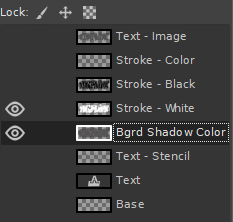 Lock:
Text - Image
Stroke - Color
Stroke - Black
Stroke - White
Bgrd Shadow Color
Text - Stencil
Text
Base